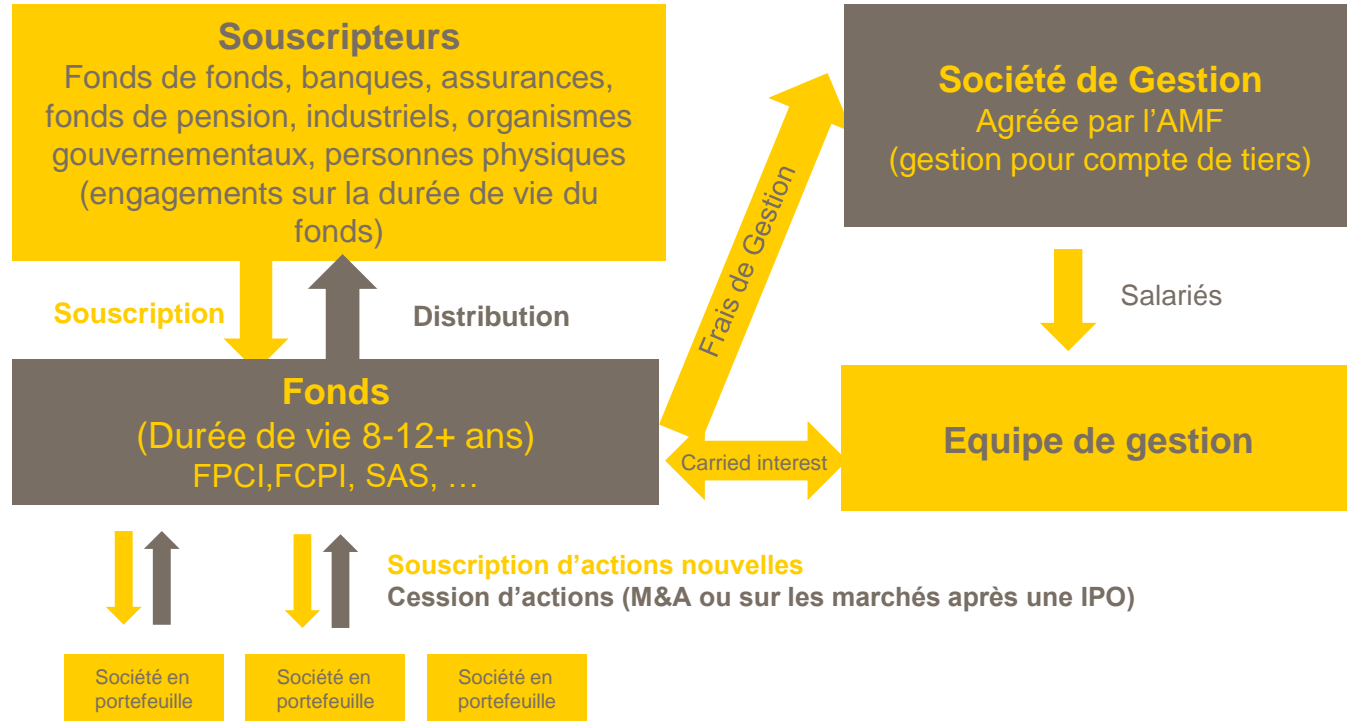 Souscripteurs
Fonds de fonds, banques, assurances,
fonds de pension, industriels, organismes
gouvernementaux, personnes physiques
(engagements sur la durée de vie du
fonds)
Société de Gestion
Agréée par l’AMF
(gestion pour compte de tiers)
Frais de Gestion
Souscription
Distribution
Salariés
Fonds
(Durée de vie 8-12+ ans)
FPCI,FCPI, SAS, …
Carried interest
Equipe de gestion
Souscription d’actions nouvelles
Cession d’actions (M&A ou sur les marchés après une IPO)
Société en
portefeuille
Société en
portefeuille
Société en
portefeuille